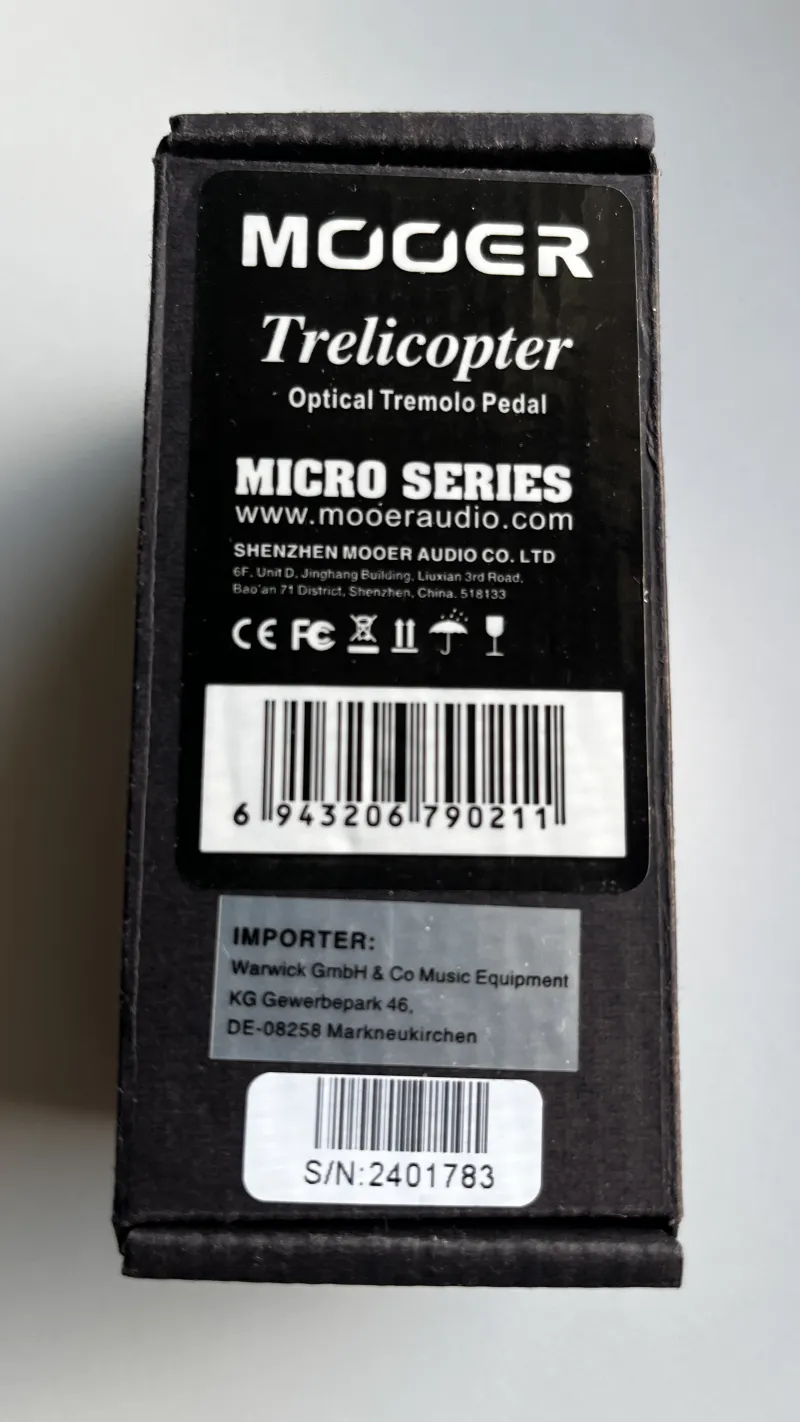 MOOER
Trelicopter
Optical Tremolo Pedal
MICRO SERIES
www.mooeraudio.com
SHENZHEN MOOER AUDIO CO. LTD
6F, Unit D, Jinghang Building, Liuxian 3rd Road,
Bao'an 71 District, Shenzhen, China. 518133
CE FC
6 943206 790211
IMPORTER:
Warwick GmbH & Co Music Equipment
KG Gewerbepark 46,
DE-08258 Markneukirchen
S/N:2401783